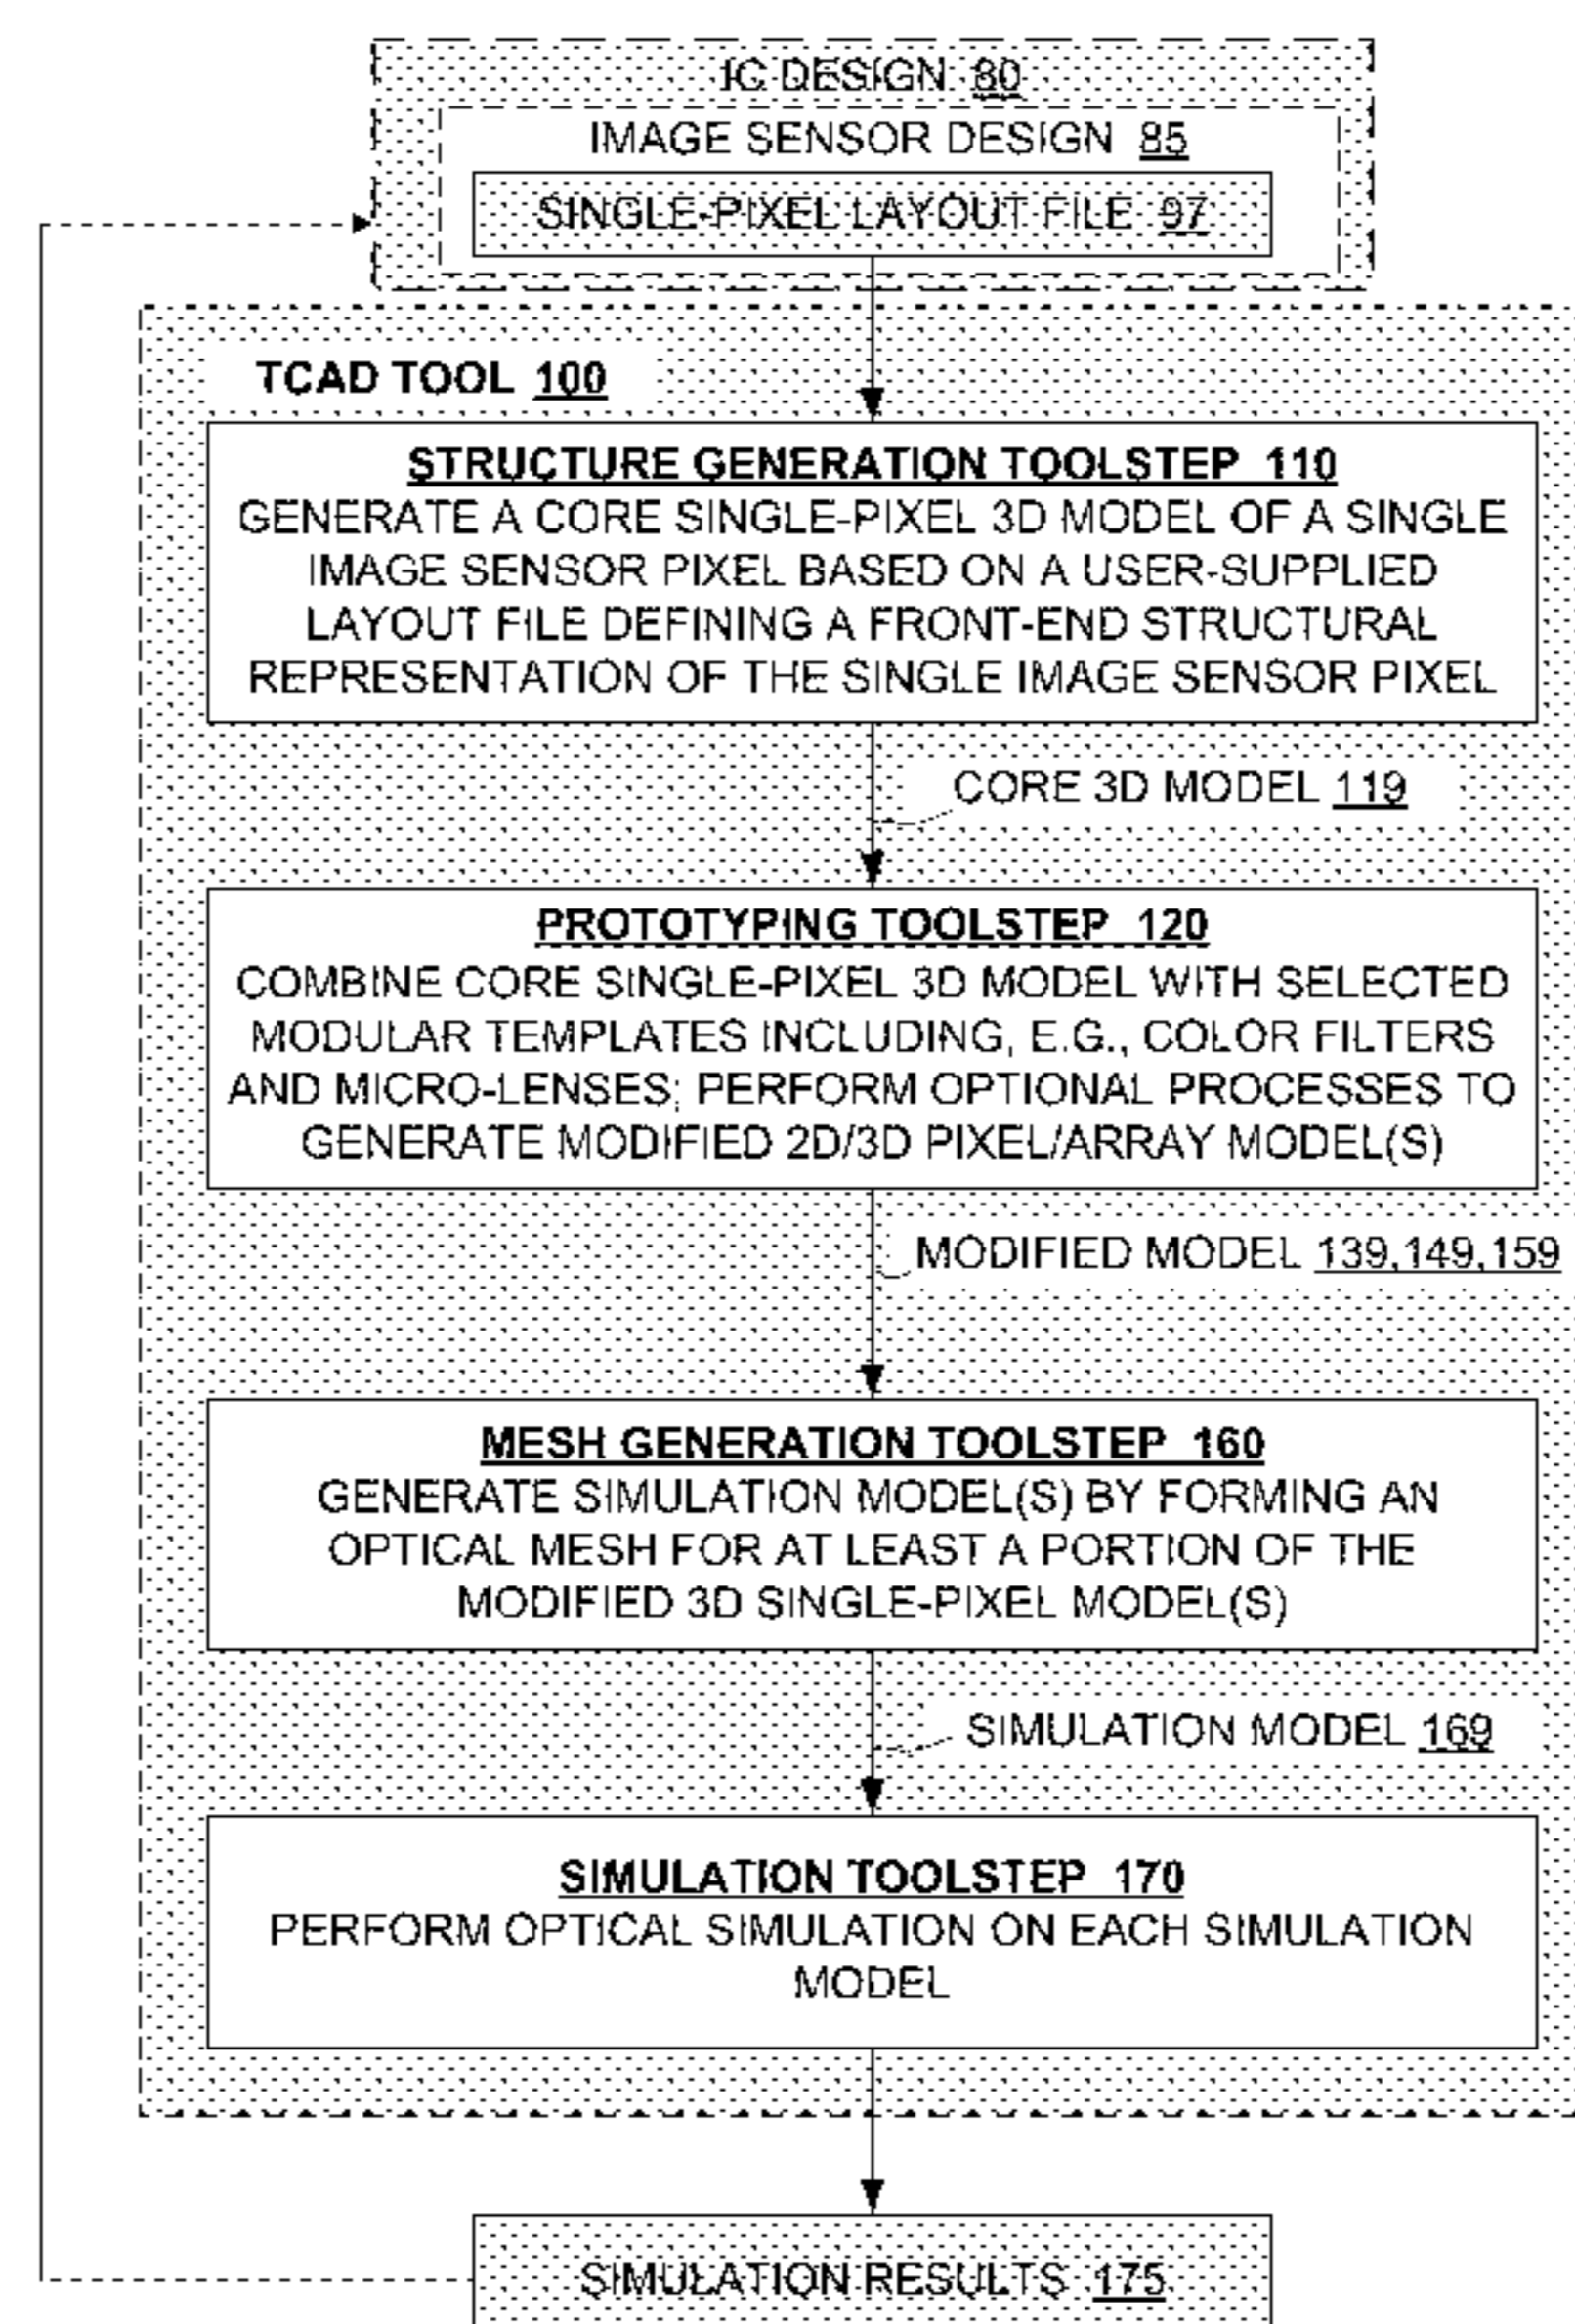 IC DESIGN 80
IMAGE SENSOR DESIGN 85
SINGLE-PIXEL LAYOUT FILE 97
TCAD TOOL 100
STRUCTURE GENERATION TOOLSTEP 110
GENERATE A CORE SINGLE-PIXEL 3D MODEL OF A SINGLE
IMAGE SENSOR PIXEL BASED ON A USER-SUPPLIED
LAYOUT FILE DEFINING A FRONT-END STRUCTURAL
REPRESENTATION OF THE SINGLE IMAGE SENSOR PIXEL
CORE 3D MODEL 119
PROTOTYPING TOOLSTEP 120
COMBINE CORE SINGLE-PIXEL 3D MODEL WITH SELECTED
MODULAR TEMPLATES INCLUDING, E.G., COLOR FILTERS
AND MICRO-LENSES; PERFORM OPTIONAL PROCESSES TO
GENERATE MODIFIED 2D/3D PIXEL/ARRAY MODEL(S)
MODIFIED MODEL 139,149,159
MESH GENERATION TOOLSTEP 160
GENERATE SIMULATION MODEL(S) BY FORMING AN
OPTICAL MESH FOR AT LEAST A PORTION OF THE
MODIFIED 3D SINGLE-PIXEL MODEL(S)
SIMULATION MODEL 169
SIMULATION TOOLSTEP 170
PERFORM OPTICAL SIMULATION ON EACH SIMULATION
MODEL
SIMULATION RESULTS 175